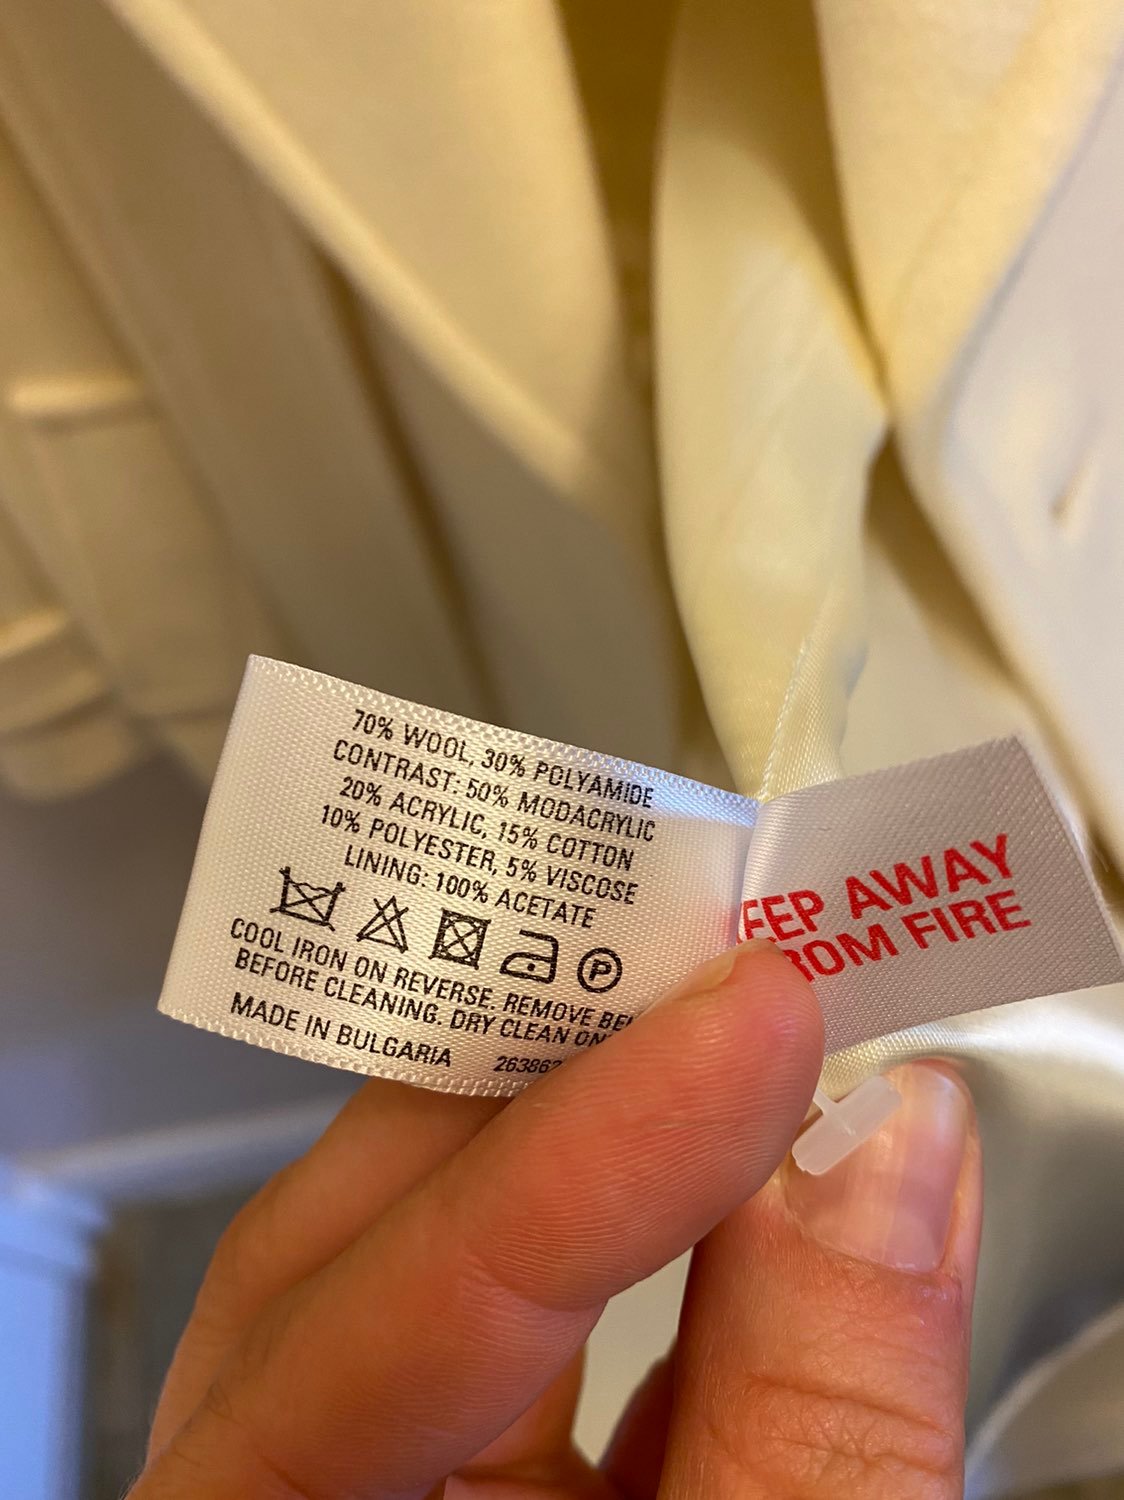 70% WOOL, 30% POLYAMIDE
CONTRAST: 50% MODACRYLIC
20% ACRYLIC, 15% COTTON
10% POLYESTER, 5% VISCOSE
LINING: 100% ACETATE
P
COOL IRON ON REVERSE. REMOVE
BEFORE CLEANING. DRY CLEAN
MADE IN BULGARIA
AWAY
FIRE